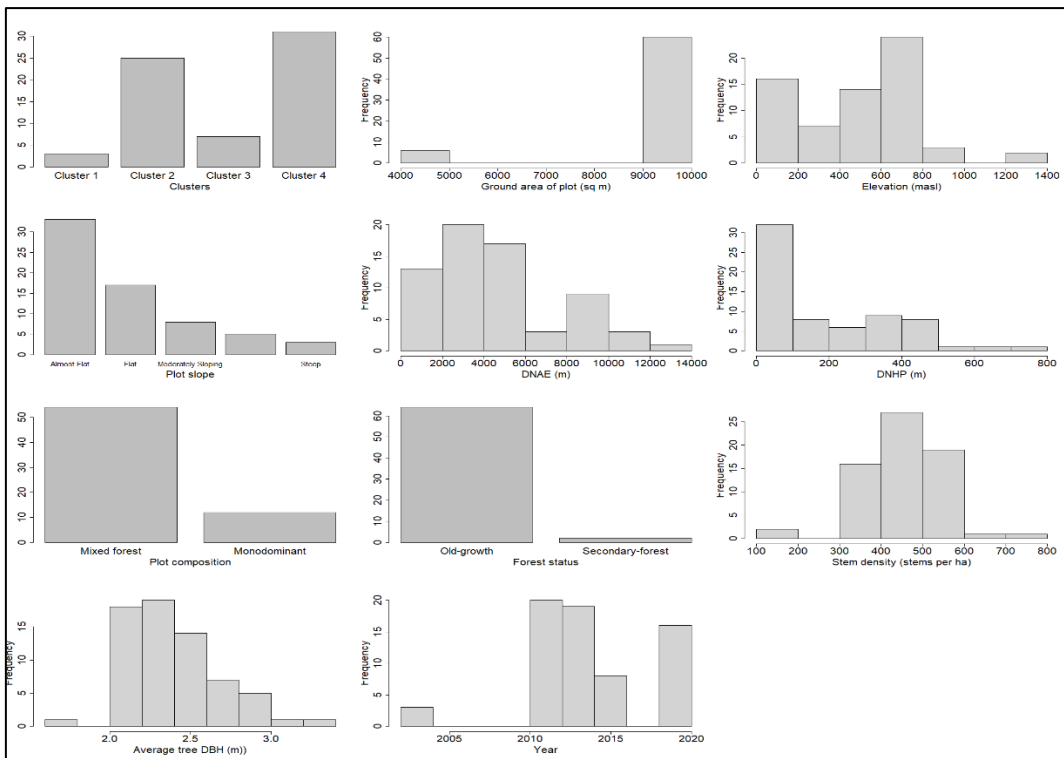 30
25
20
15
10
5
0
Cluster 1 Cluster 2 Cluster 3 Cluster 4
Clusters
Frequency
60
50
40
30
20
10
0
4000 5000 6000 7000 8000 9000 10000
Ground area of plot (sq m)
Frequency
20
15
10
5
0
0 200 400 600 800 1000 1200 1400
Elevation (masl)
30
25
20
15
10
5
0
Almost Flat Flat Moderately Sloping Steep
Plot slope
Frequency
20
15
10
5
0
0 2000 4000 6000 8000 10000 12000 14000
DNAE (m)
Frequency
30
25
20
15
10
5
0
0 200 400 600 800
DNHP (m)
50
40
30
20
10
0
Mixed forest Monodominant
Plot composition
60
50
40
30
20
10
0
Old-growth Secondary-forest
Forest status
Frequency
25
20
15
10
5
0
100 200 300 400 500 600 700 800
Stem density (stems per ha)
Frequency
15
10
5
0
2.0 2.5 3.0
Average tree DBH (m))
Frequency
20
15
10
5
0
2005 2010 2015 2020
Year